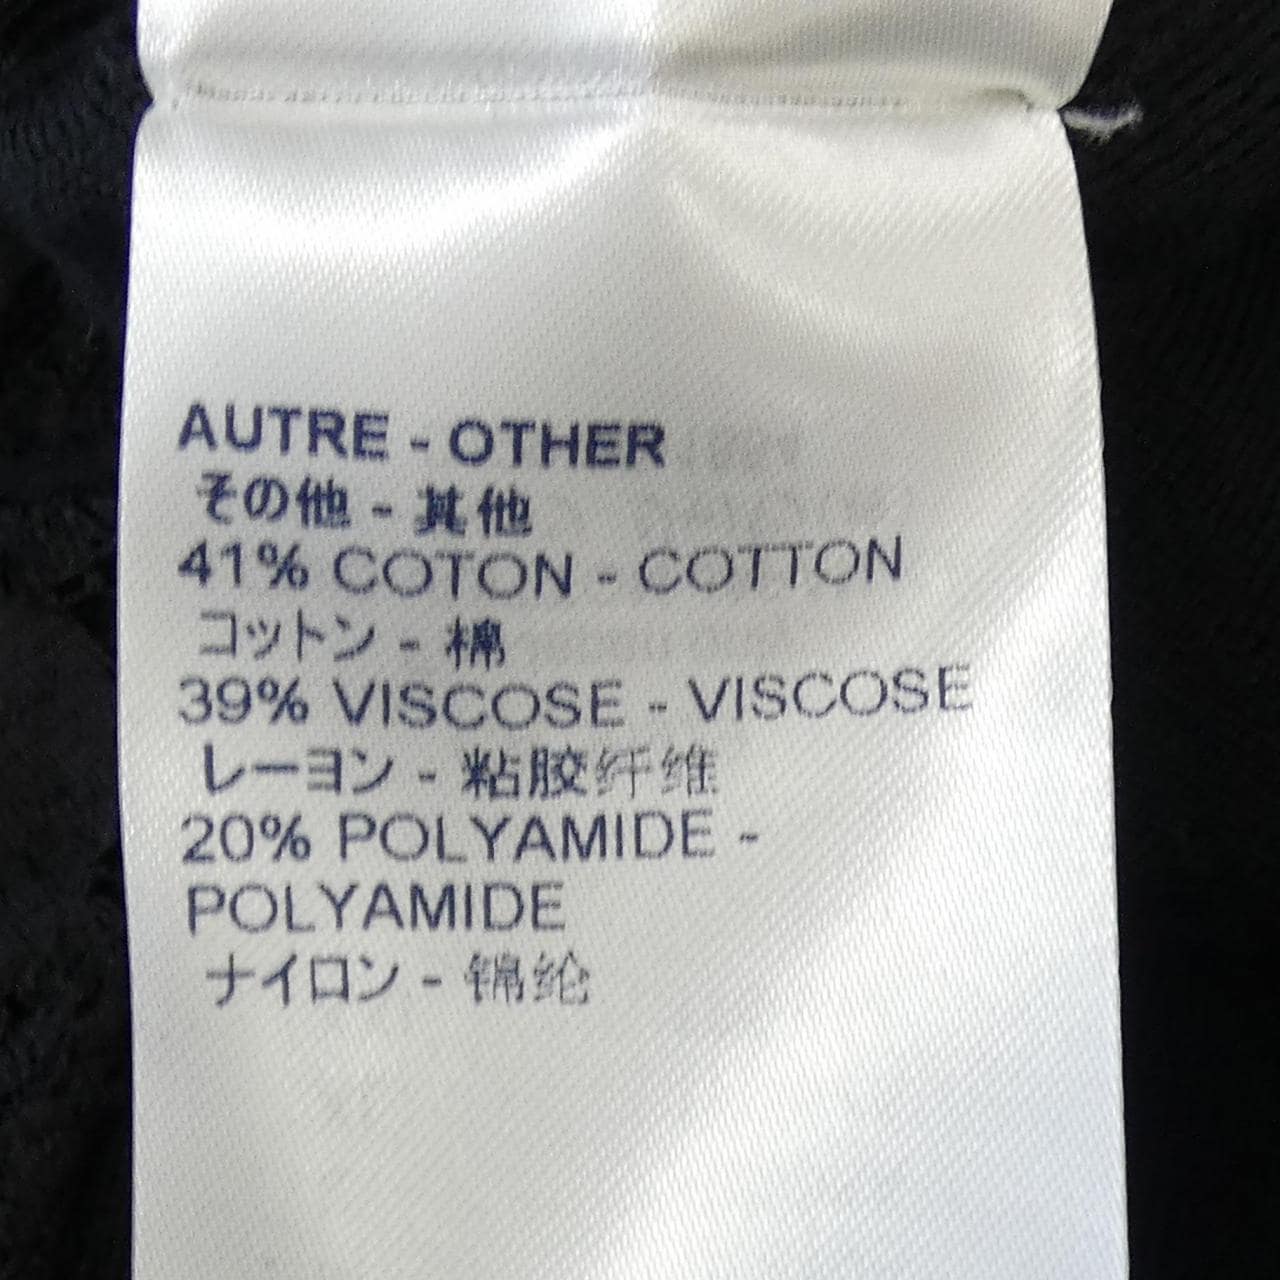 AUTRE - OTHER
その他 - 其他
41% COTON - COTTON
コットン - 棉
39% VISCOSE - VISCOSE
レーヨン - 粘胶纤维
20% POLYAMIDE -
POLYAMIDE
ナイロン - 锦纶